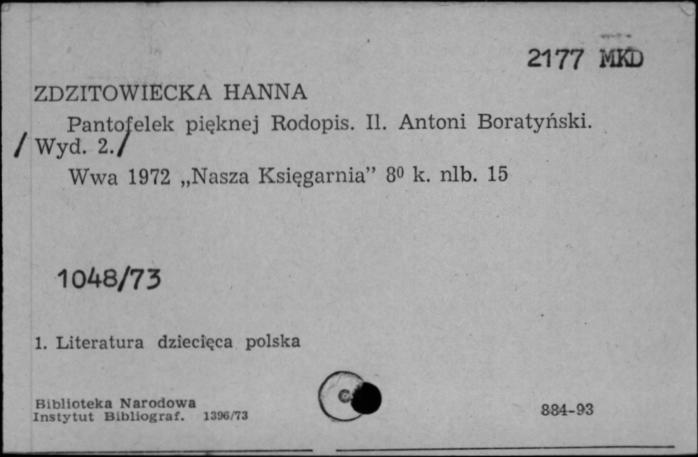 2177 MKD
ZDZITOWIECKA HANNA
Pantofelek pięknej Rodopis. Il. Antoni Boratyński.
/ Wyd. 2./
Wwa 1972 „Nasza Księgarnia” 8⁰ k. nlb. 15
1048/73
1. Literatura dziecięca polska
Biblioteka Narodowa
Instytut Bibliograf. 1396/73
C
884-93